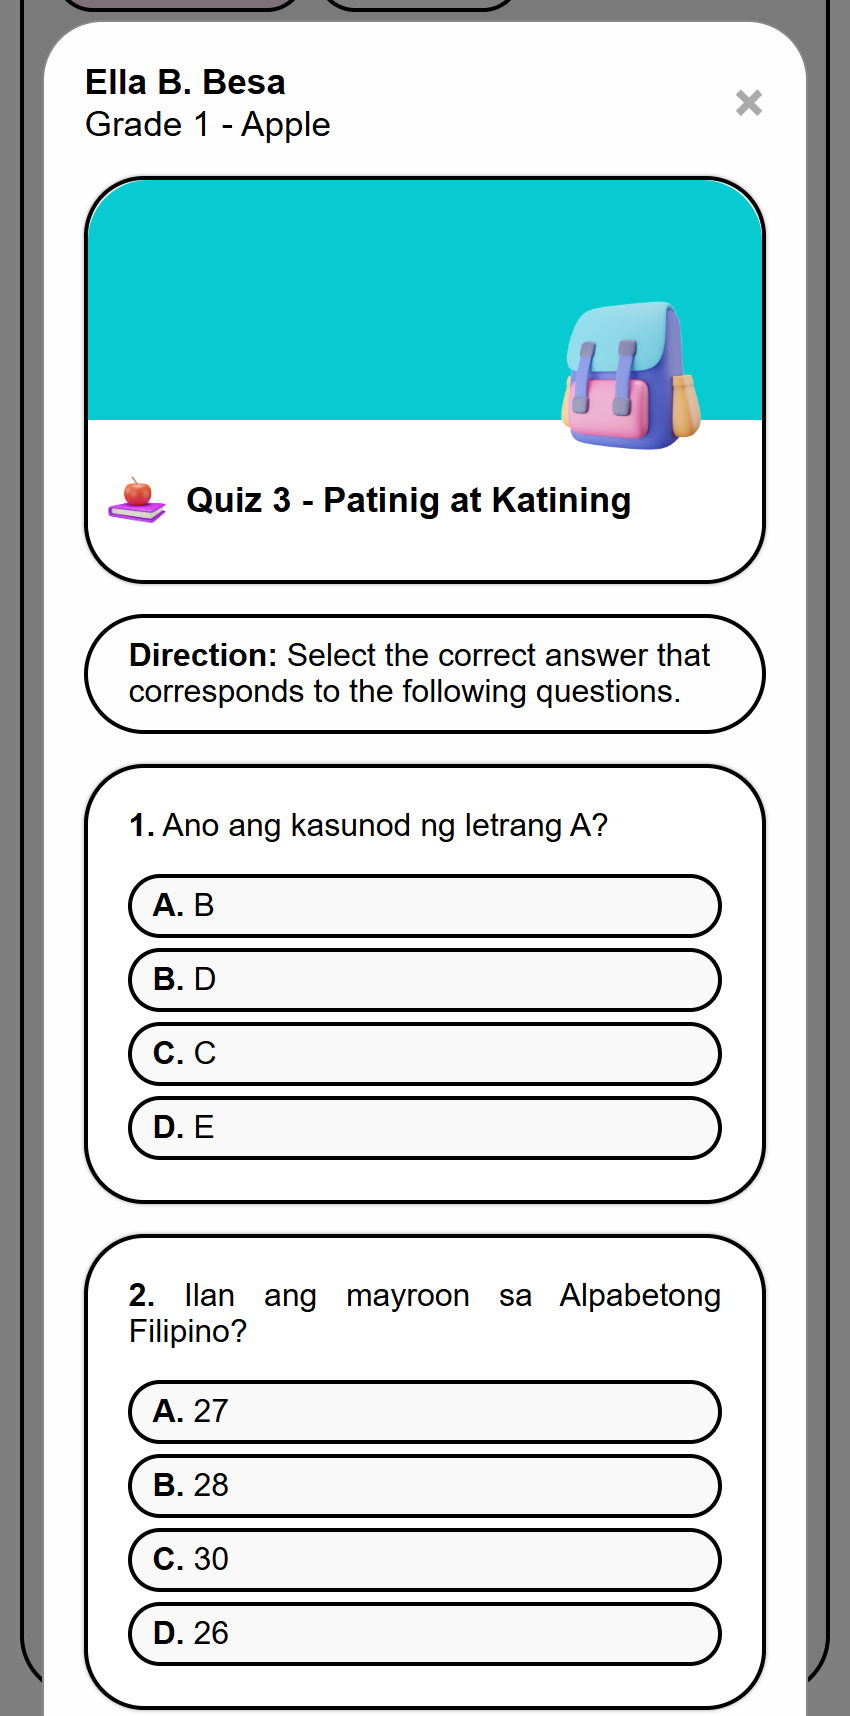 Ella B. Besa
Grade 1 - Apple
×
Quiz 3 - Patinig at Katining
Direction: Select the correct answer that
corresponds to the following questions.
1. Ano ang kasunod ng letrang A?
A. B
B. D
C. C
D. E
2. Ilan ang mayroon sa Alpabetong
Filipino?
A. 27
B. 28
C. 30
D. 26